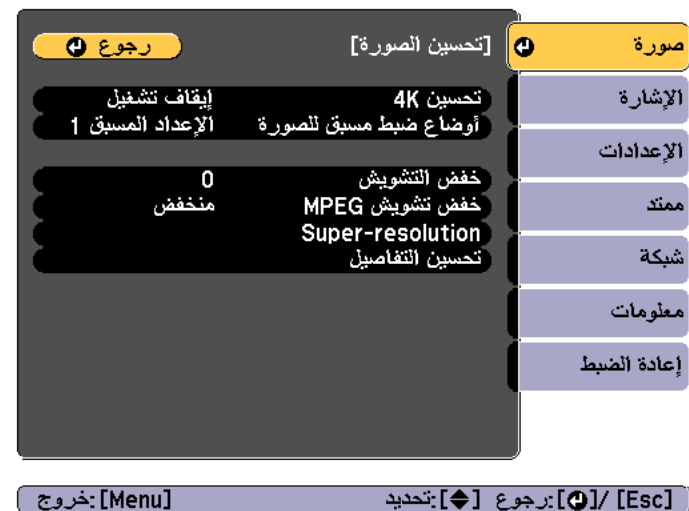 صورة
الإشارة
الإعدادات
ممتد
شبكة
معلومات
إعادة الضبط
[تحسين الصورة] رجوع
تحسين 4K إيقاف تشغيل
أوضاع ضبط مسبق للصورة الإعداد المسبق 1
خفض التشويش 0
خفض تشويش MPEG منخفض
Super-resolution
تحسين التفاصيل
[Esc] /[]:رجوع []:تحديد [Menu]:خروج